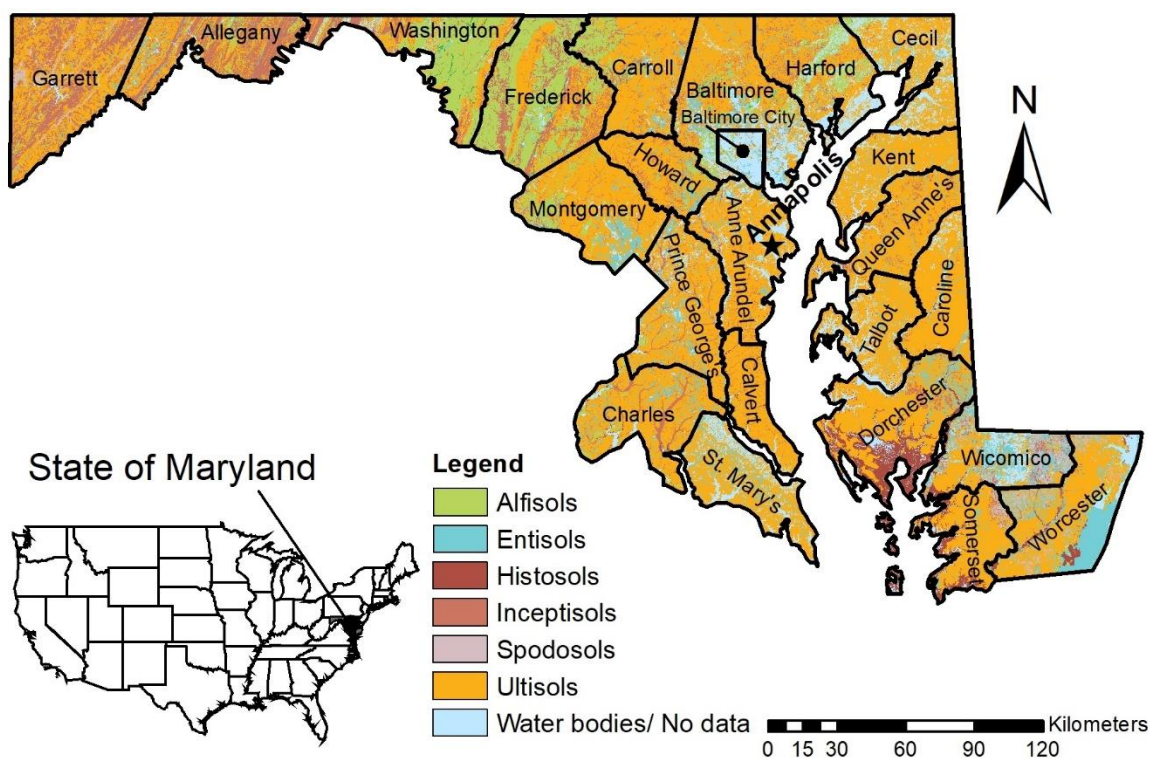 Garrett
Allegany
Washington
Frederick
Carroll
Baltimore
Baltimore City
Harford
Cecil
N
Howard
Montgomery
Kent
Annapolis
Anne Arundel
Queen Anne's
Prince George's
Talbot
Caroline
Calvert
Charles
St. Mary's
Dorchester
Wicomico
Somerset
Worcester
State of Maryland
Legend
Alfisols
Entisols
Histosols
Inceptisols
Spodosols
Ultisols
Water bodies/ No data
Kilometers
0 15 30 60 90 120